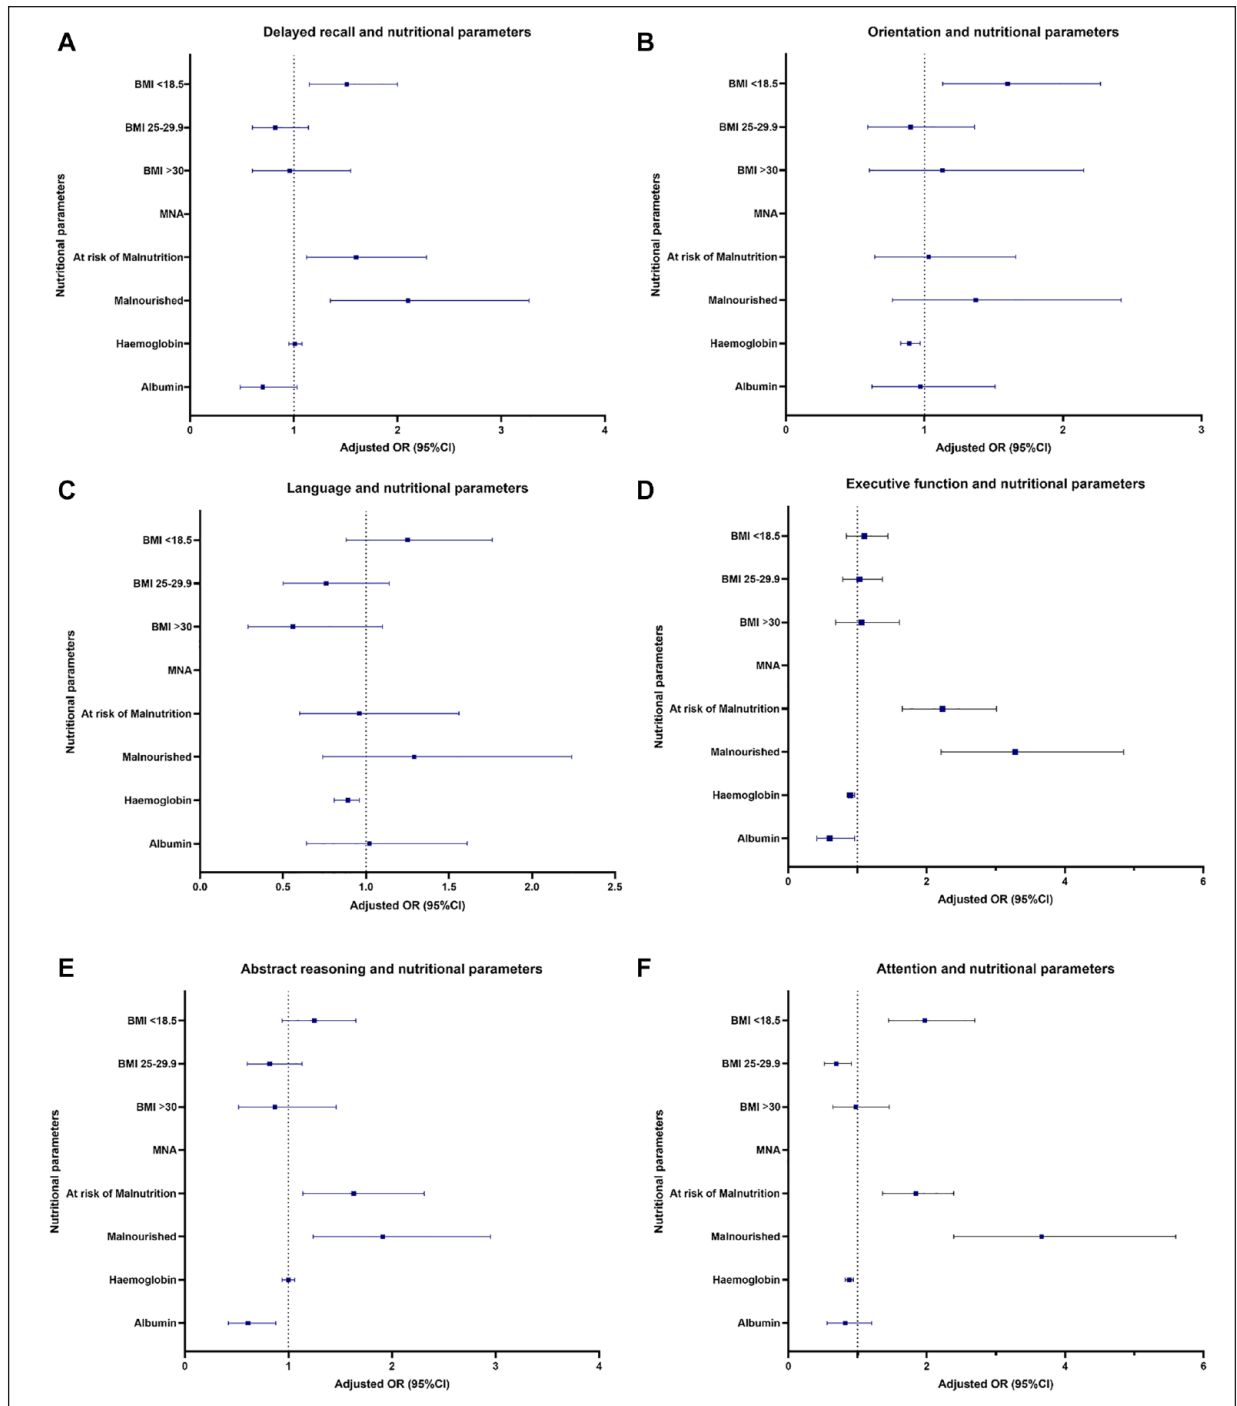 A
Delayed recall and nutritional parameters
Nutritional parameters
BMI <18.5
BMI 25-29.9
BMI >30
MNA
At risk of Malnutrition
Malnourished
Haemoglobin
Albumin
0 1 2 3 4
Adjusted OR (95%CI)
B
Orientation and nutritional parameters
Nutritional parameters
BMI <18.5
BMI 25-29.9
BMI >30
MNA
At risk of Malnutrition
Malnourished
Haemoglobin
Albumin
0 1 2 3
Adjusted OR (95%CI)
C
Language and nutritional parameters
Nutritional parameters
BMI <18.5
BMI 25-29.9
BMI >30
MNA
At risk of Malnutrition
Malnourished
Haemoglobin
Albumin
0.0 0.5 1.0 1.5 2.0 2.5
Adjusted OR (95%CI)
D
Executive function and nutritional parameters
Nutritional parameters
BMI <18.5
BMI 25-29.9
BMI >30
MNA
At risk of Malnutrition
Malnourished
Haemoglobin
Albumin
0 2 4 6
Adjusted OR (95%CI)
E
Abstract reasoning and nutritional parameters
Nutritional parameters
BMI <18.5
BMI 25-29.9
BMI >30
MNA
At risk of Malnutrition
Malnourished
Haemoglobin
Albumin
0 1 2 3 4
Adjusted OR (95%CI)
F
Attention and nutritional parameters
Nutritional parameters
BMI <18.5
BMI 25-29.9
BMI >30
MNA
At risk of Malnutrition
Malnourished
Haemoglobin
Albumin
0 2 4 6
Adjusted OR (95%CI)